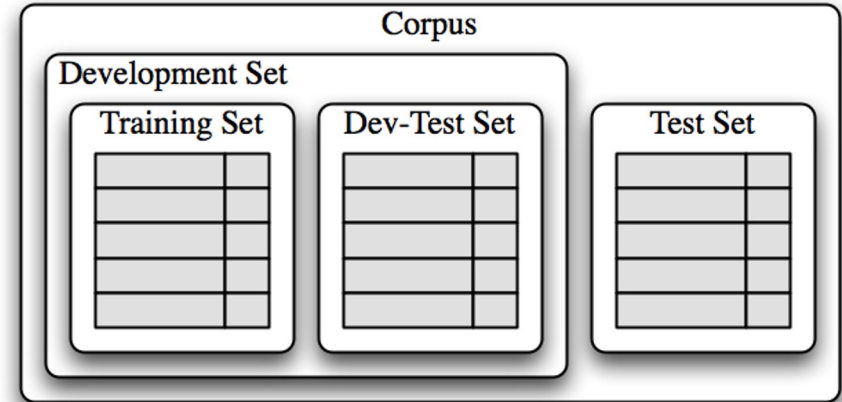 Corpus
Development Set
Training Set
Dev-Test Set
Test Set